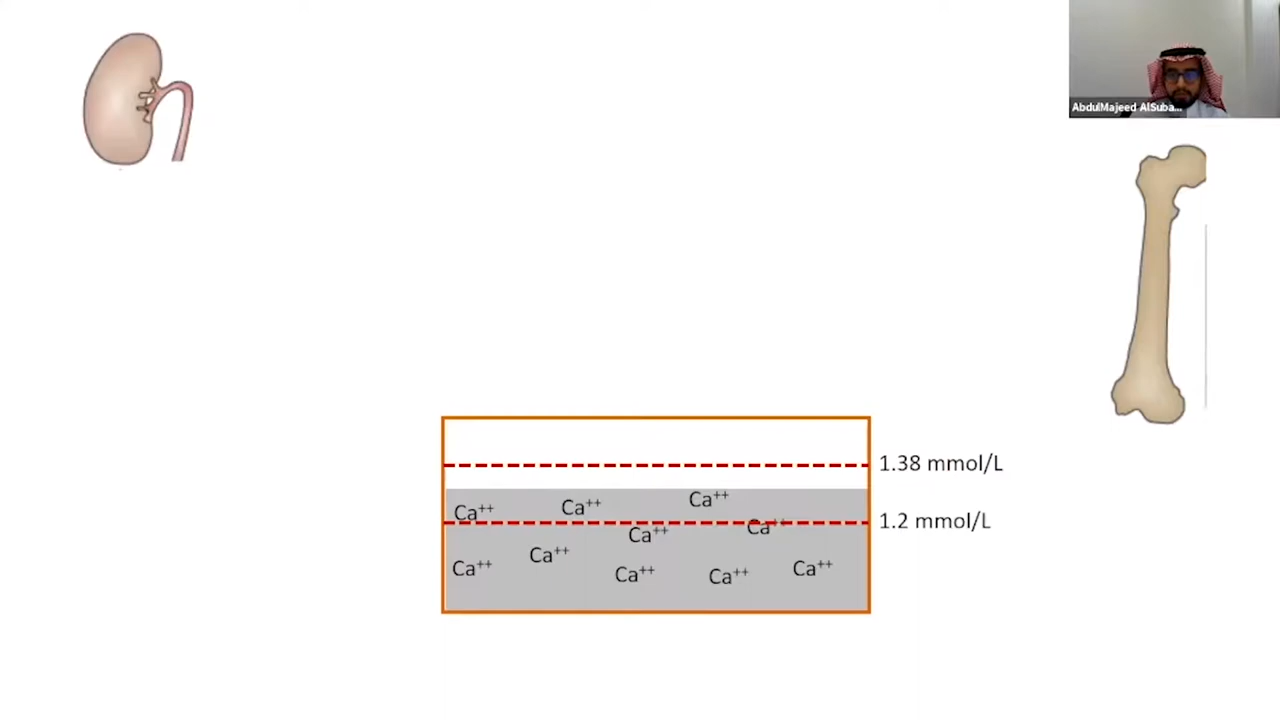 AbdulMajeed AlSuba...
1.38 mmol/L
Ca++ Ca++ Ca++
1.2 mmol/L
Ca++ Ca++
Ca++ Ca++ Ca++ Ca++ Ca++